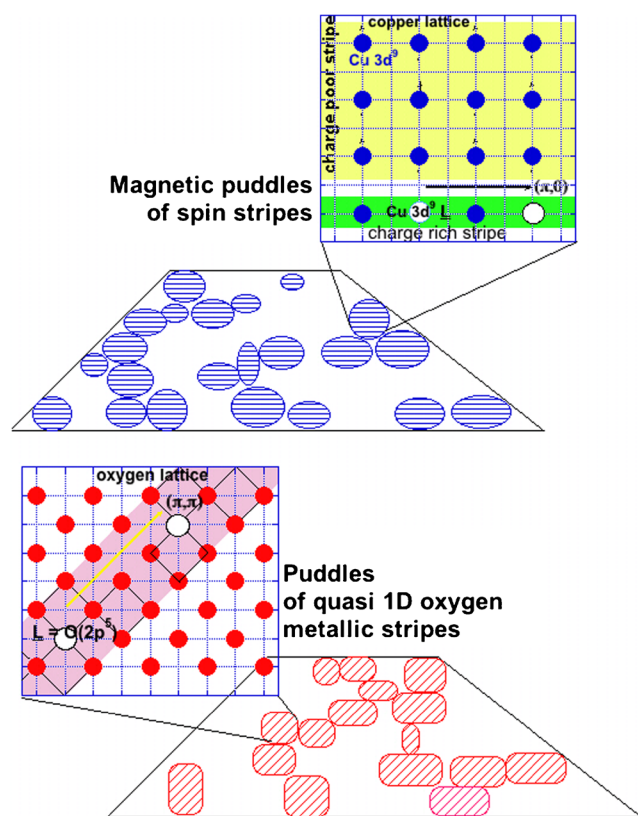 copper lattice
Cu 3d⁹
charge poor stripe
(π,0)
Cu 3d⁹ L
charge rich stripe
Magnetic puddles
of spin stripes
oxygen lattice
(π,π)
L = O(2p⁵)
Puddles
of quasi 1D oxygen
metallic stripes